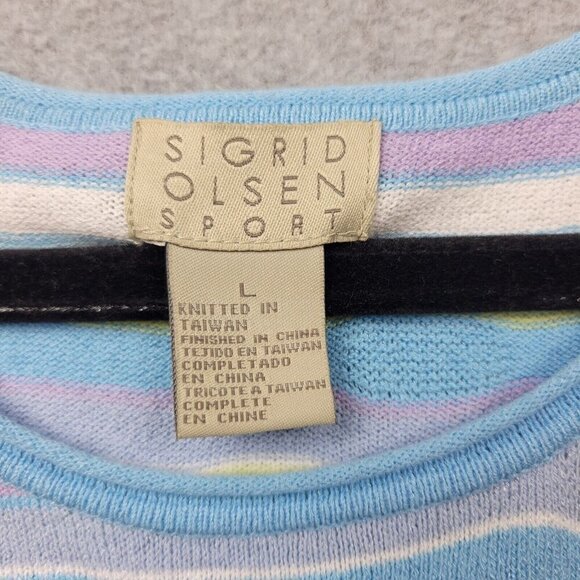 SIGRID
OLSEN
SPORT
L
KNITTED IN
TAIWAN
FINISHED IN CHINA
TEJIDO EN TAIWAN
COMPLETADO
EN CHINA
TRICOTE A TAIWAN
COMPLETE
EN CHINE